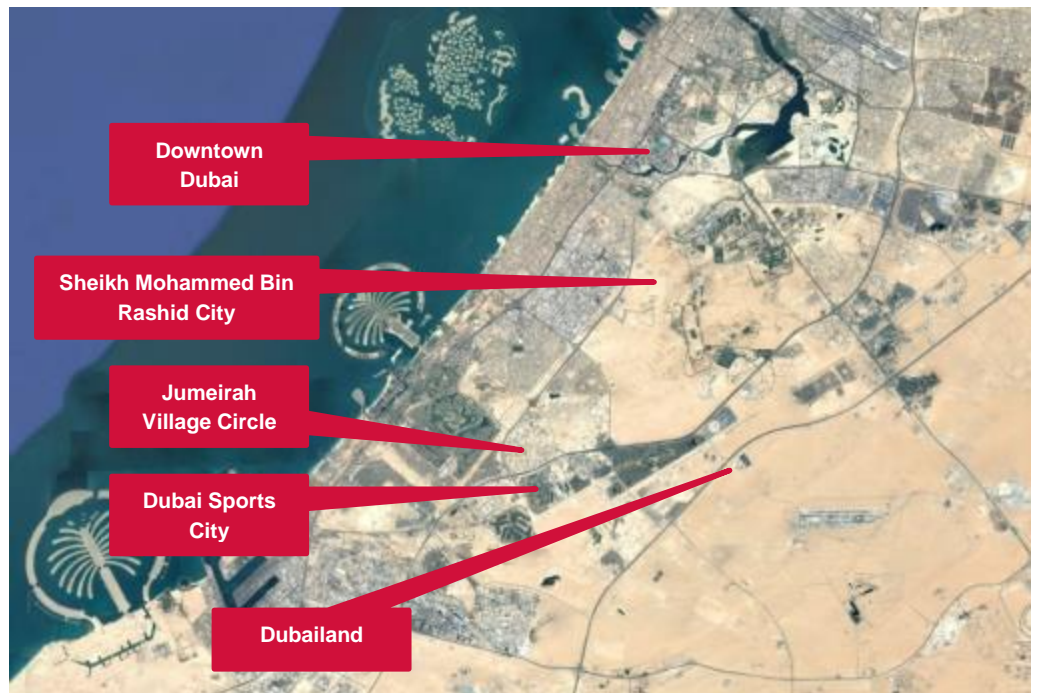 Downtown
Dubai
Sheikh Mohammed Bin
Rashid City
Jumeirah
Village Circle
Dubai Sports
City
Dubailand